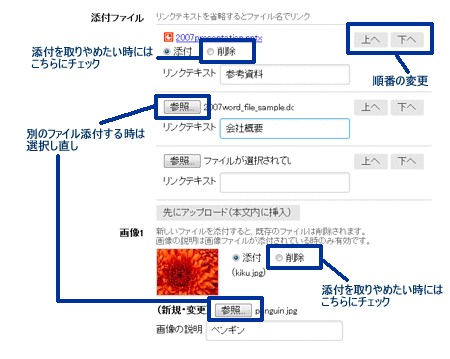 添付ファイル リンクテキストを省略するとファイル名でリンク
2007presentation.pptx 上へ 下へ
添付を取りやめたい時には
こちらにチェック
添付 削除
順番の変更
リンクテキスト 参考資料
参照... 2007word_file_sample.dc 上へ 下へ
リンクテキスト 会社概要
別のファイル添付する時は
選択し直し
参照... ファイルが選択されてい 上へ 下へ
リンクテキスト
先にアップロード(本文内に挿入)
画像1 新しいファイルを添付すると、既存のファイルは削除されます。
画像の説明は画像ファイルが添付されている時のみ有効です。
添付 削除
(kiku.jpg)
添付を取りやめたい時には
こちらにチェック
(新規・変更) 参照... penguin.jpg
画像の説明 ペンギン